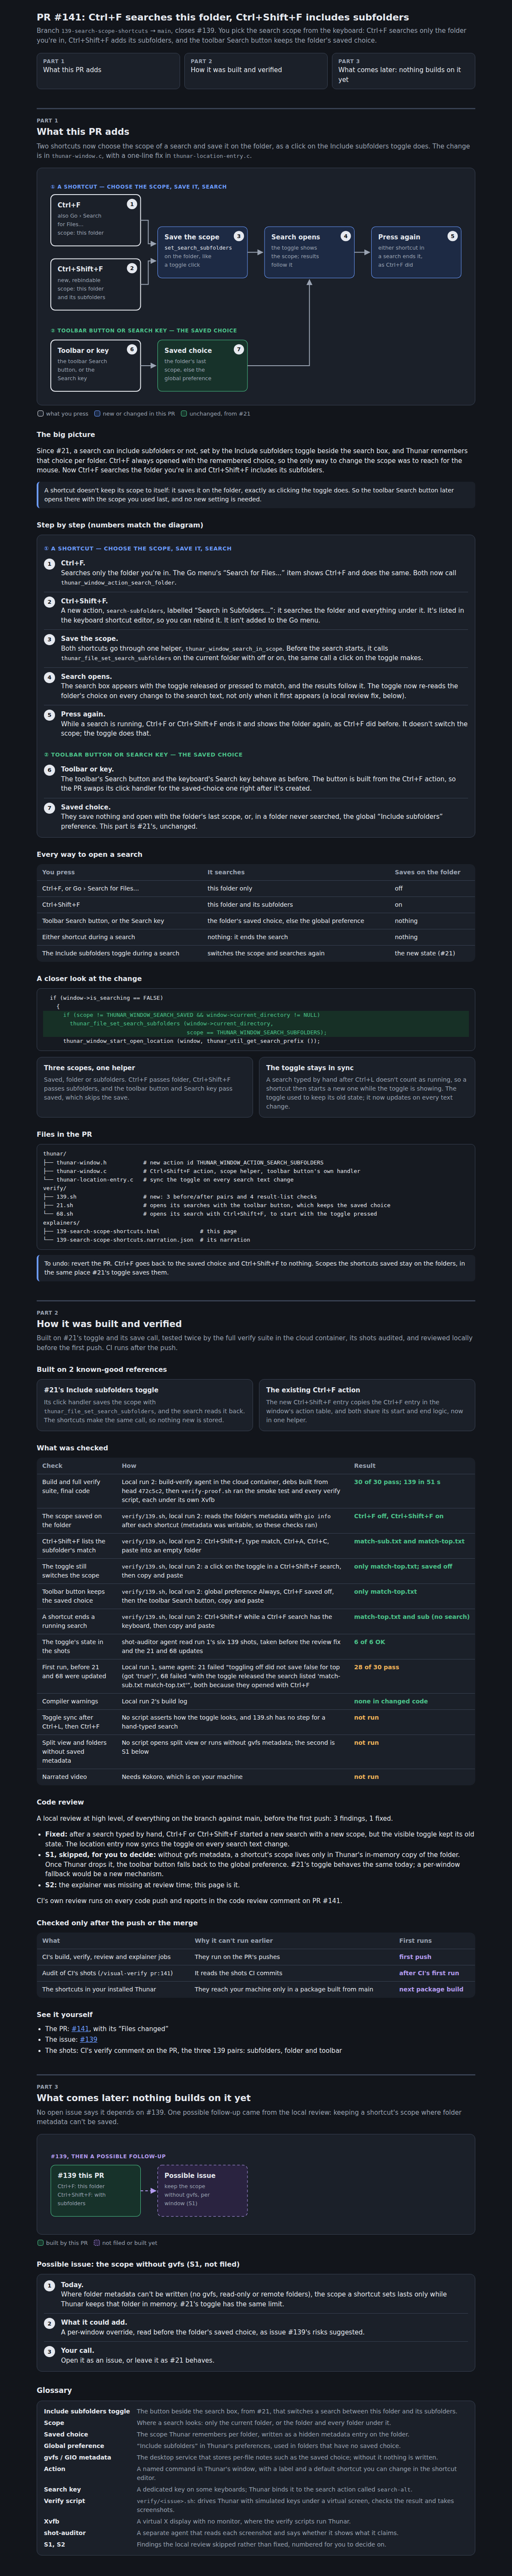 PR #141: Ctrl+F searches this folder, Ctrl+Shift+F includes subfolders
Branch 139-search-scope-shortcuts → main, closes #139. You pick the search scope from the keyboard: Ctrl+F searches only the folder
you're in, Ctrl+Shift+F adds its subfolders, and the toolbar Search button keeps the folder's saved choice.
PART 1
What this PR adds
PART 2
How it was built and verified
PART 3
What comes later: nothing builds on it
yet
PART 1
What this PR adds
Two shortcuts now choose the scope of a search and save it on the folder, as a click on the Include subfolders toggle does. The change
is in thunar-window.c, with a one-line fix in thunar-location-entry.c.
① A SHORTCUT — CHOOSE THE SCOPE, SAVE IT, SEARCH
Ctrl+F
1
also Go › Search
for Files…
scope: this folder
Ctrl+Shift+F
2
new, rebindable
scope: this folder
and its subfolders
Save the scope
3
set_search_subfolders
on the folder, like
a toggle click
Search opens
4
the toggle shows
the scope; results
follow it
Press again
5
either shortcut in
a search ends it,
as Ctrl+F did
② TOOLBAR BUTTON OR SEARCH KEY — THE SAVED CHOICE
Toolbar or key
6
the toolbar Search
button, or the
Search key
Saved choice
7
the folder's last
scope, else the
global preference
what you press
new or changed in this PR
unchanged, from #21
The big picture
Since #21, a search can include subfolders or not, set by the Include subfolders toggle beside the search box, and Thunar remembers
that choice per folder. Ctrl+F always opened with the remembered choice, so the only way to change the scope was to reach for the
mouse. Now Ctrl+F searches the folder you're in and Ctrl+Shift+F includes its subfolders.
A shortcut doesn't keep its scope to itself: it saves it on the folder, exactly as clicking the toggle does. So the toolbar Search button later
opens there with the scope you used last, and no new setting is needed.
Step by step (numbers match the diagram)
① A SHORTCUT — CHOOSE THE SCOPE, SAVE IT, SEARCH
1
Ctrl+F.
Searches only the folder you're in. The Go menu's “Search for Files…” item shows Ctrl+F and does the same. Both now call
thunar_window_action_search_folder.
2
Ctrl+Shift+F.
A new action, search-subfolders, labelled “Search in Subfolders…”: it searches the folder and everything under it. It's listed in
the keyboard shortcut editor, so you can rebind it. It isn't added to the Go menu.
3
Save the scope.
Both shortcuts go through one helper, thunar_window_search_in_scope. Before the search starts, it calls
thunar_file_set_search_subfolders on the current folder with off or on, the same call a click on the toggle makes.
4
Search opens.
The search box appears with the toggle released or pressed to match, and the results follow it. The toggle now re-reads the
folder's choice on every change to the search text, not only when it first appears (a local review fix, below).
5
Press again.
While a search is running, Ctrl+F or Ctrl+Shift+F ends it and shows the folder again, as Ctrl+F did before. It doesn't switch the
scope; the toggle does that.
② TOOLBAR BUTTON OR SEARCH KEY — THE SAVED CHOICE
6
Toolbar or key.
The toolbar's Search button and the keyboard's Search key behave as before. The button is built from the Ctrl+F action, so
the PR swaps its click handler for the saved-choice one right after it's created.
7
Saved choice.
They save nothing and open with the folder's last scope, or, in a folder never searched, the global “Include subfolders”
preference. This part is #21's, unchanged.
Every way to open a search
You press | It searches | Saves on the folder
Ctrl+F, or Go › Search for Files… | this folder only | off
Ctrl+Shift+F | this folder and its subfolders | on
Toolbar Search button, or the Search key | the folder's saved choice, else the global preference | nothing
Either shortcut during a search | nothing: it ends the search | nothing
The Include subfolders toggle during a search | switches the scope and searches again | the new state (#21)
A closer look at the change
if (window->is_searching == FALSE)
{
if (scope != THUNAR_WINDOW_SEARCH_SAVED && window->current_directory != NULL)
thunar_file_set_search_subfolders (window->current_directory,
scope == THUNAR_WINDOW_SEARCH_SUBFOLDERS);
thunar_window_start_open_location (window, thunar_util_get_search_prefix ());
Three scopes, one helper
Saved, folder or subfolders. Ctrl+F passes folder, Ctrl+Shift+F
passes subfolders, and the toolbar button and Search key pass
saved, which skips the save.
The toggle stays in sync
A search typed by hand after Ctrl+L doesn't count as running, so a
shortcut then starts a new one while the toggle is showing. The
toggle used to keep its old state; it now updates on every text
change.
Files in the PR
thunar/
├── thunar-window.h # new action id THUNAR_WINDOW_ACTION_SEARCH_SUBFOLDERS
├── thunar-window.c # Ctrl+Shift+F action, scope helper, toolbar button's own handler
└── thunar-location-entry.c # sync the toggle on every search text change
verify/
├── 139.sh # new: 3 before/after pairs and 4 result-list checks
├── 21.sh # opens its searches with the toolbar button, which keeps the saved choice
└── 68.sh # opens its search with Ctrl+Shift+F, to start with the toggle pressed
explainers/
├── 139-search-scope-shortcuts.html # this page
└── 139-search-scope-shortcuts.narration.json # its narration
To undo: revert the PR. Ctrl+F goes back to the saved choice and Ctrl+Shift+F to nothing. Scopes the shortcuts saved stay on the folders, in
the same place #21's toggle saves them.
PART 2
How it was built and verified
Built on #21's toggle and its save call, tested twice by the full verify suite in the cloud container, its shots audited, and reviewed locally
before the first push. CI runs after the push.
Built on 2 known-good references
#21's Include subfolders toggle
Its click handler saves the scope with
thunar_file_set_search_subfolders, and the search reads it back.
The shortcuts make the same call, so nothing new is stored.
The existing Ctrl+F action
The new Ctrl+Shift+F entry copies the Ctrl+F entry in the
window's action table, and both share its start and end logic, now
in one helper.
What was checked
Check | How | Result
Build and full verify suite, final code | Local run 2: build-verify agent in the cloud container, debs built from head 472c5c2, then verify-proof.sh ran the smoke test and every verify script, each under its own Xvfb | 30 of 30 pass; 139 in 51 s
The scope saved on the folder | verify/139.sh, local run 2: reads the folder's metadata with gio info after each shortcut (metadata was writable, so these checks ran) | Ctrl+F off, Ctrl+Shift+F on
Ctrl+Shift+F lists the subfolder's match | verify/139.sh, local run 2: Ctrl+Shift+F, type match, Ctrl+A, Ctrl+C, paste into an empty folder | match-sub.txt and match-top.txt
The toggle still switches the scope | verify/139.sh, local run 2: a click on the toggle in a Ctrl+Shift+F search, then copy and paste | only match-top.txt; saved off
Toolbar button keeps the saved choice | verify/139.sh, local run 2: global preference Always, Ctrl+F saved off, then the toolbar Search button, copy and paste | only match-top.txt
A shortcut ends a running search | verify/139.sh, local run 2: Ctrl+Shift+F while a Ctrl+F search has the keyboard, then copy and paste | match-top.txt and sub (no search)
The toggle's state in the shots | shot-auditor agent read run 1's six 139 shots, taken before the review fix and the 21 and 68 updates | 6 of 6 OK
First run, before 21 and 68 were updated | Local run 1, same agent: 21 failed “toggling off did not save false for top (got 'true')”, 68 failed “with the toggle released the search listed 'match-sub.txt match-top.txt'”, both because they opened with Ctrl+F | 28 of 30 pass
Compiler warnings | Local run 2's build log | none in changed code
Toggle sync after Ctrl+L, then Ctrl+F | No script asserts how the toggle looks, and 139.sh has no step for a hand-typed search | not run
Split view and folders without saved metadata | No script opens split view or runs without gvfs metadata; the second is S1 below | not run
Narrated video | Needs Kokoro, which is on your machine | not run
Code review
A local review at high level, of everything on the branch against main, before the first push: 3 findings, 1 fixed.
• Fixed: after a search typed by hand, Ctrl+F or Ctrl+Shift+F started a new search with a new scope, but the visible toggle kept its old
state. The location entry now syncs the toggle on every search text change.
• S1, skipped, for you to decide: without gvfs metadata, a shortcut's scope lives only in Thunar's in-memory copy of the folder.
Once Thunar drops it, the toolbar button falls back to the global preference. #21's toggle behaves the same today; a per-window
fallback would be a new mechanism.
• S2: the explainer was missing at review time; this page is it.
CI's own review runs on every code push and reports in the code review comment on PR #141.
Checked only after the push or the merge
What | Why it can't run earlier | First runs
CI's build, verify, review and explainer jobs | They run on the PR's pushes | first push
Audit of CI's shots (/visual-verify pr:141) | It reads the shots CI commits | after CI's first run
The shortcuts in your installed Thunar | They reach your machine only in a package built from main | next package build
See it yourself
• The PR: #141, with its “Files changed”
• The issue: #139
• The shots: CI's verify comment on the PR, the three 139 pairs: subfolders, folder and toolbar
PART 3
What comes later: nothing builds on it yet
No open issue says it depends on #139. One possible follow-up came from the local review: keeping a shortcut's scope where folder
metadata can't be saved.
#139, THEN A POSSIBLE FOLLOW-UP
#139 this PR
Ctrl+F: this folder
Ctrl+Shift+F: with
subfolders
Possible issue
keep the scope
without gvfs, per
window (S1)
built by this PR
not filed or built yet
Possible issue: the scope without gvfs (S1, not filed)
1
Today.
Where folder metadata can't be written (no gvfs, read-only or remote folders), the scope a shortcut sets lasts only while
Thunar keeps that folder in memory. #21's toggle has the same limit.
2
What it could add.
A per-window override, read before the folder's saved choice, as issue #139's risks suggested.
3
Your call.
Open it as an issue, or leave it as #21 behaves.
Glossary
Include subfolders toggle | The button beside the search box, from #21, that switches a search between this folder and its subfolders.
Scope | Where a search looks: only the current folder, or the folder and every folder under it.
Saved choice | The scope Thunar remembers per folder, written as a hidden metadata entry on the folder.
Global preference | “Include subfolders” in Thunar's preferences, used in folders that have no saved choice.
gvfs / GIO metadata | The desktop service that stores per-file notes such as the saved choice; without it nothing is written.
Action | A named command in Thunar's window, with a label and a default shortcut you can change in the shortcut
editor.
Search key | A dedicated key on some keyboards; Thunar binds it to the search action called search-alt.
Verify script | verify/<issue>.sh: drives Thunar with simulated keys under a virtual screen, checks the result and takes
screenshots.
Xvfb | A virtual X display with no monitor, where the verify scripts run Thunar.
shot-auditor | A separate agent that reads each screenshot and says whether it shows what it claims.
S1, S2 | Findings the local review skipped rather than fixed, numbered for you to decide on.